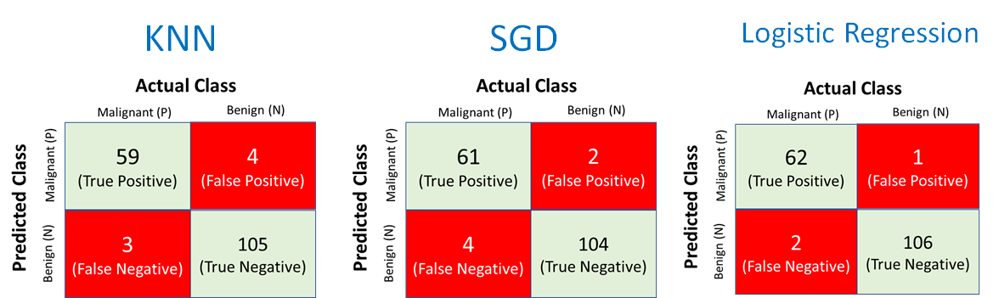 KNN
Actual Class
Malignant (P)
Benign (N)
Predicted Class
Malignant (P)
59
(True Positive)
4
(False Positive)
Benign (N)
3
(False Negative)
105
(True Negative)
SGD
Actual Class
Malignant (P)
Benign (N)
Predicted Class
Malignant (P)
61
(True Positive)
2
(False Positive)
Benign (N)
4
(False Negative)
104
(True Negative)
Logistic Regression
Actual Class
Malignant (P)
Benign (N)
Predicted Class
Malignant (P)
62
(True Positive)
1
(False Positive)
Benign (N)
2
(False Negative)
106
(True Negative)